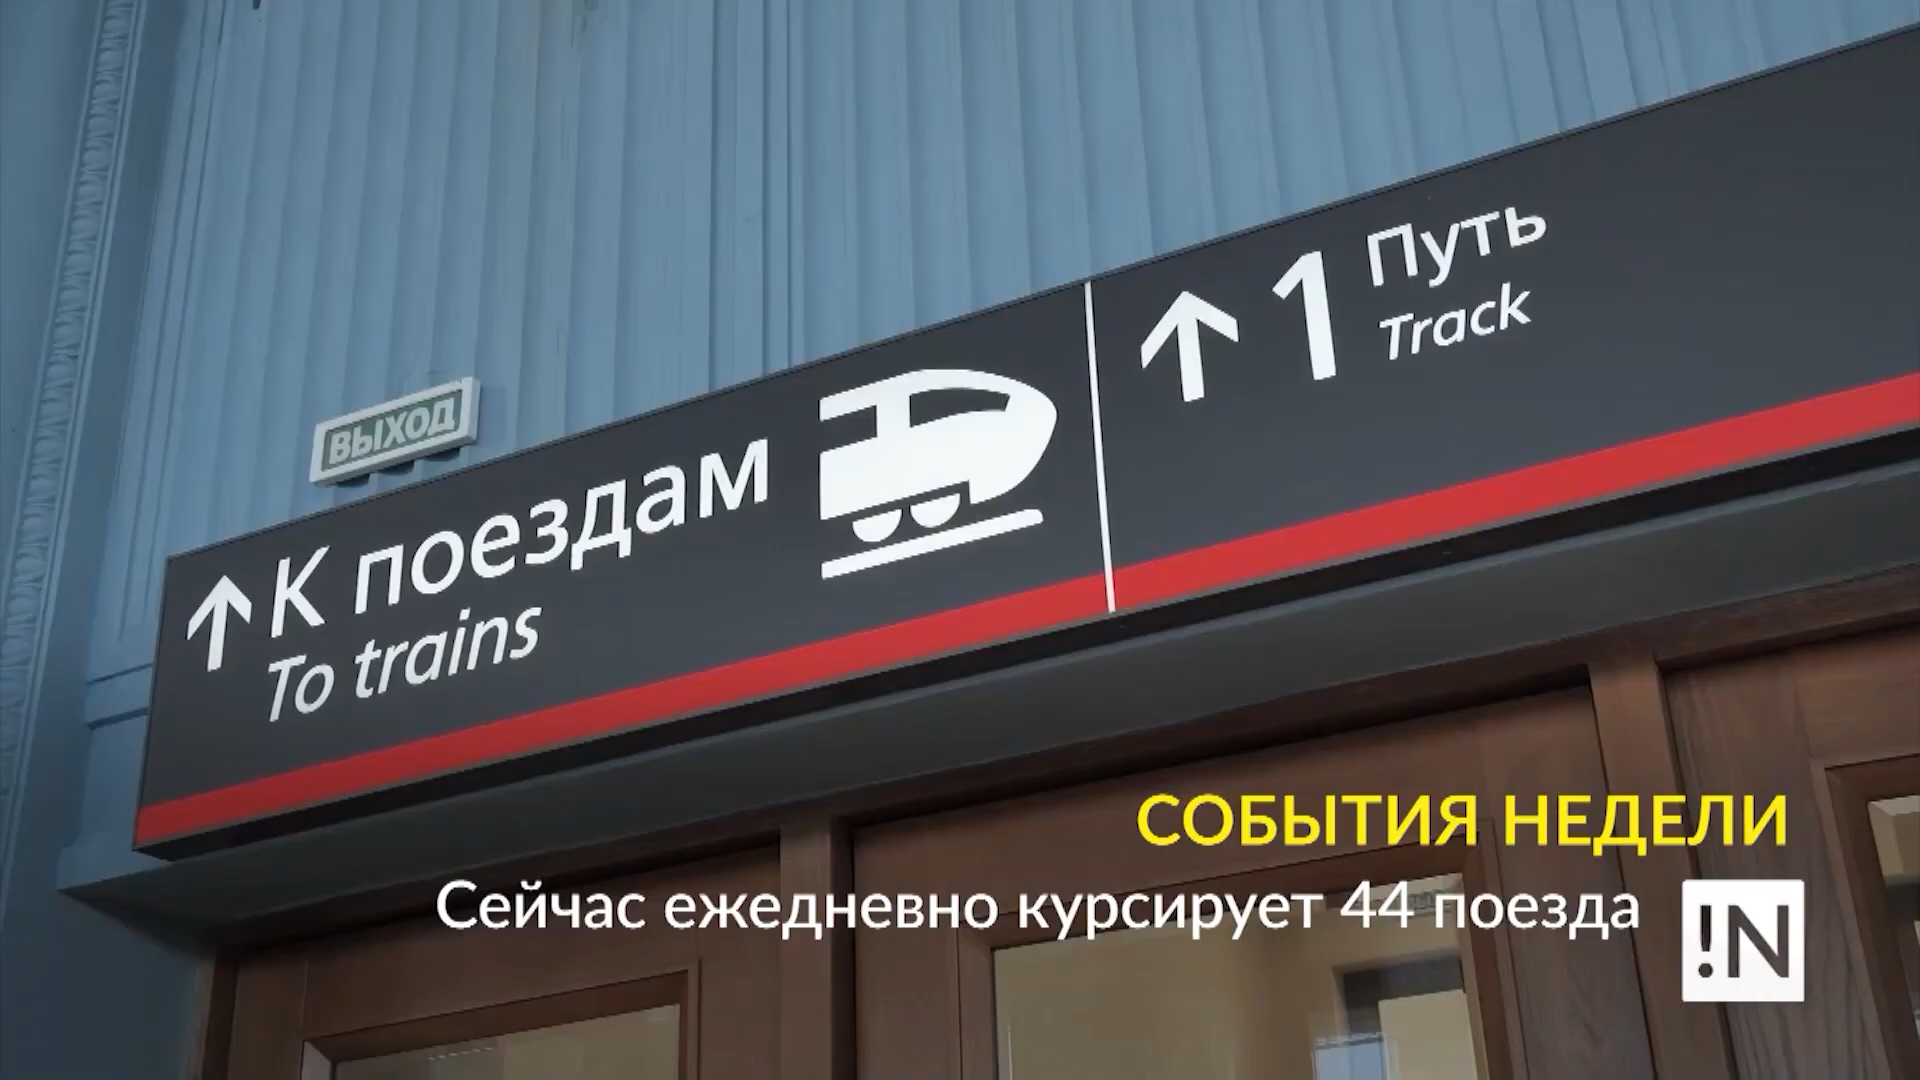 ВЫХОД
К поездам
To trains
1 Путь
Track
СОБЫТИЯ НЕДЕЛИ
Сейчас ежедневно курсирует 44 поезда
!N